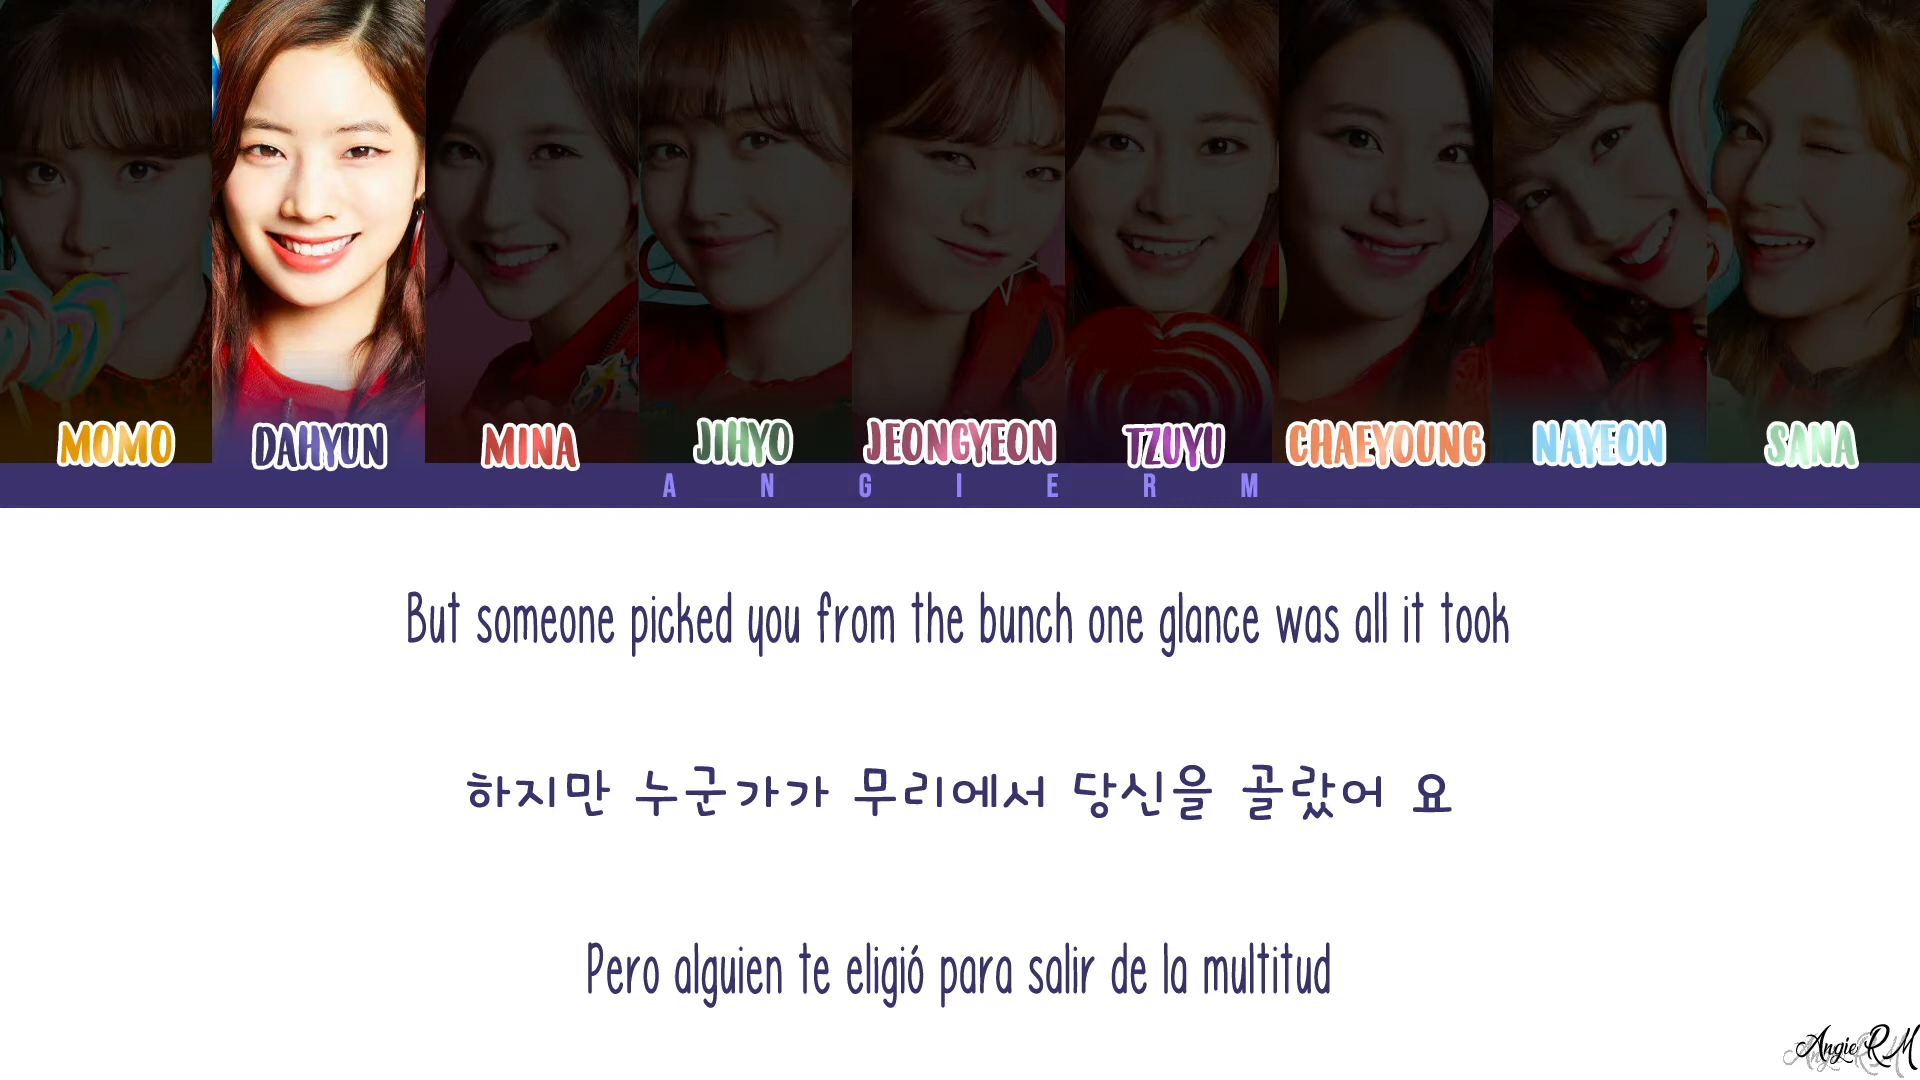 MOMO DAHYUN MINA JIHYO JEONGYEON TZUYU CHAEYOUNG NAYEON SANA
A N G I E R M
But someone picked you from the bunch one glance was all it took
하지만 누군가가 무리에서 당신을 골랐어 요
Pero alguien te eligió para salir de la multitud
Angie RM